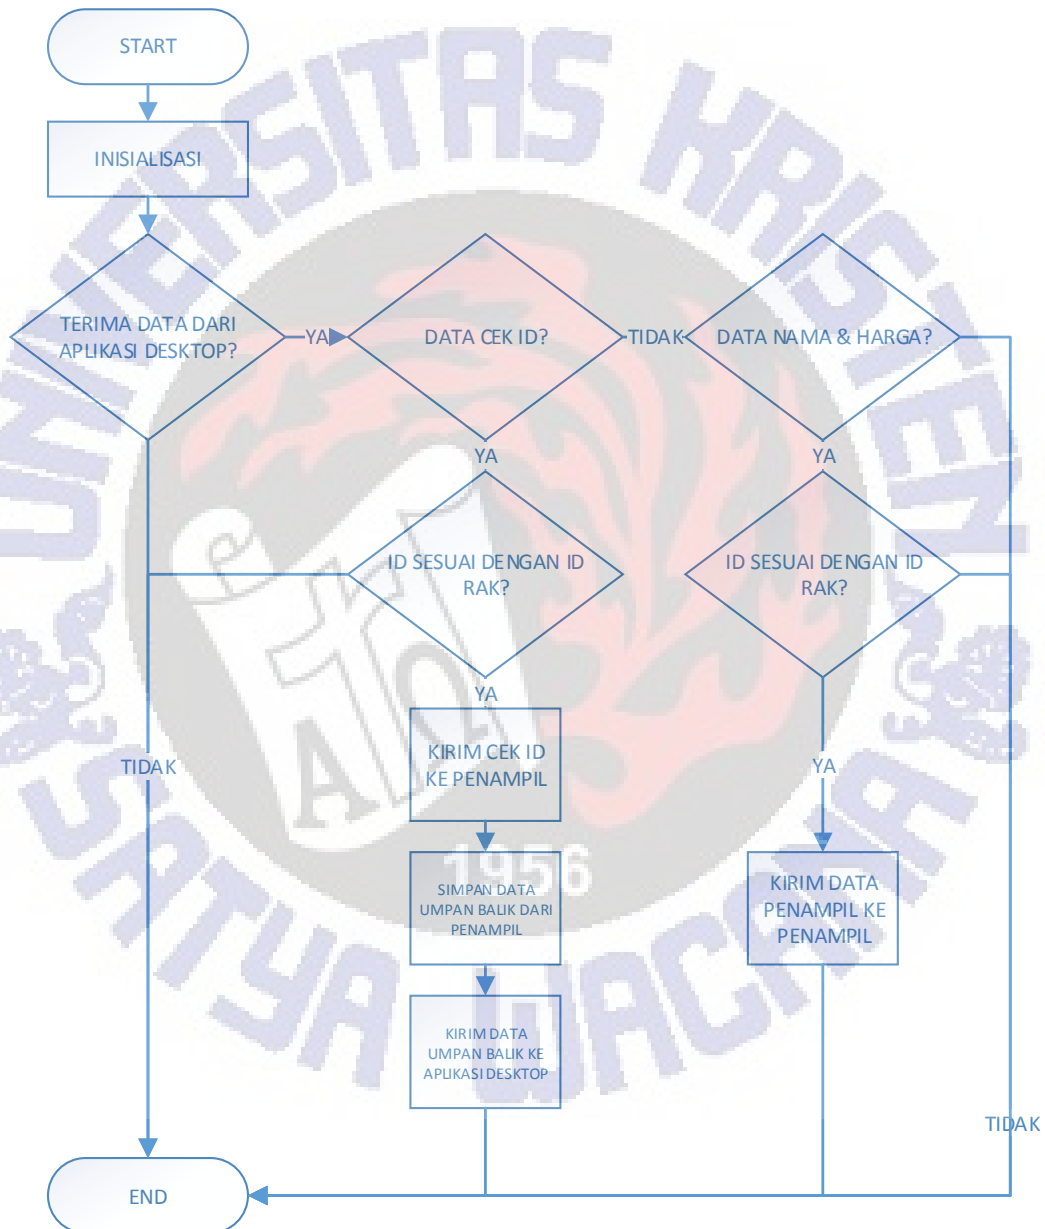 START
INISIALISASI
TERIMA DATA DARI
APLIKASI DESKTOP?
YA
DATA CEK ID?
TIDAK
DATA NAMA & HARGA?
YA
YA
ID SESUAI DENGAN ID
RAK?
ID SESUAI DENGAN ID
RAK?
YA
KIRIM CEK ID
KE PENAMPIL
TIDAK
YA
1956
SIMPAN DATA
UMPAN BALIK DARI
PENAMPIL
KIRIM DATA
PENAMPIL KE
PENAMPIL
KIRIM DATA
UMPAN BALIK KE
APLIKASI DESKTOP
TIDAK
END
UNIVERSITAS KRISTEN
SATYA WACANA